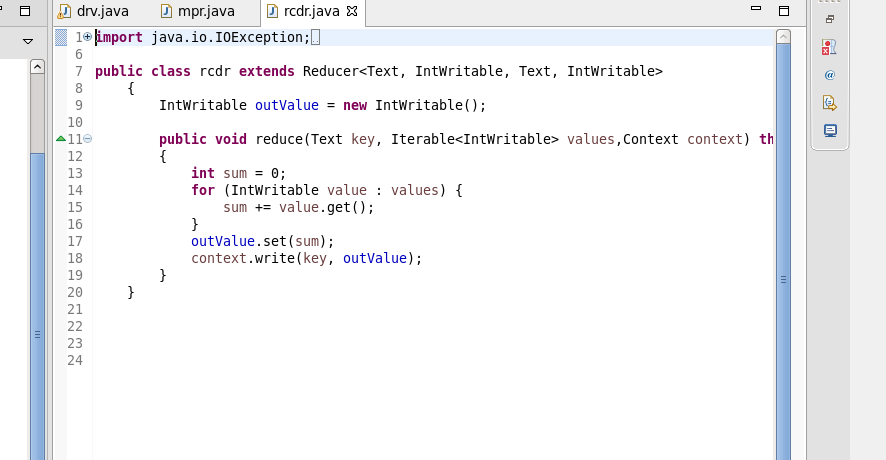 drv.java mpr.java rcdr.java
1 import java.io.IOException;
6
7 public class rcdr extends Reducer<Text, IntWritable, Text, IntWritable>
8 {
9 IntWritable outValue = new IntWritable();
10
11 public void reduce(Text key, Iterable<IntWritable> values,Context context) th
12 {
13 int sum = 0;
14 for (IntWritable value : values) {
15 sum += value.get();
16 }
17 outValue.set(sum);
18 context.write(key, outValue);
19 }
20 }
21
22
23
24